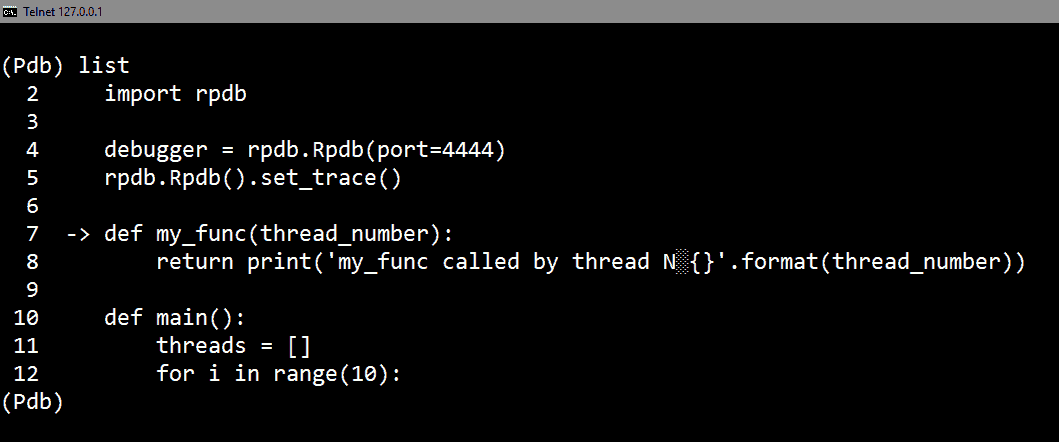 Telnet 127.0.0.1
(Pdb) list
  2     import rpdb
  3
  4     debugger = rpdb.Rpdb(port=4444)
  5     rpdb.Rpdb().set_trace()
  6
  7  -> def my_func(thread_number):
  8         return print('my_func called by thread N▒{}'.format(thread_number))
  9
 10     def main():
 11         threads = []
 12         for i in range(10):
(Pdb)